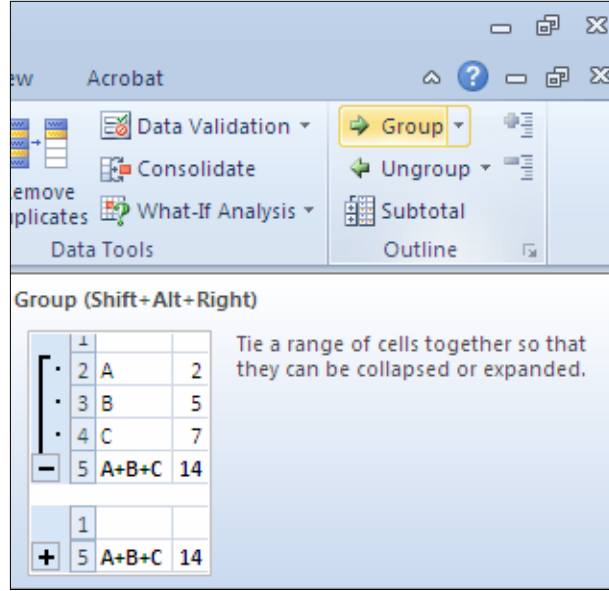 ew Acrobat
Data Validation Group
Consolidate Ungroup
emove
uplicates What-If Analysis Subtotal
Data Tools Outline
Group (Shift+Alt+Right)
Tie a range of cells together so that
they can be collapsed or expanded.
1
2 A 2
3 B 5
4 C 7
5 A+B+C 14
1
5 A+B+C 14